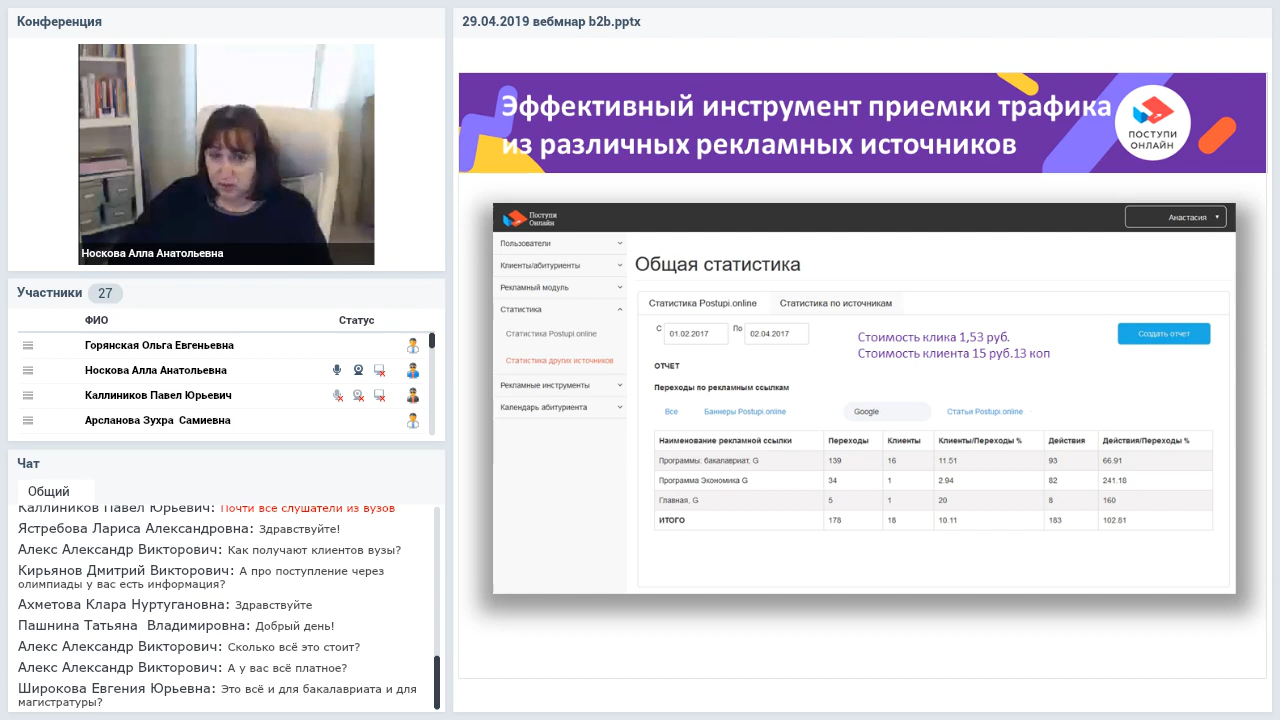 Конференция
Носкова Алла Анатольевна
Участники 27
ФИО Статус
Горянская Ольга Евгеньевна
Носкова Алла Анатольевна
Каллиников Павел Юрьевич
Арсланова Зухра Самиевна
Чат
Общий
Каллиников Павел Юрьевич: Почти все слушатели из вузов
Ястребова Лариса Александровна: Здравствуйте!
Алекс Александр Викторович: Как получают клиентов вузы?
Кирьянов Дмитрий Викторович: А про поступление через
олимпиады у вас есть информация?
Ахметова Клара Нуртугановна: Здравствуйте
Пашнина Татьяна Владимировна: Добрый день!
Алекс Александр Викторович: Сколько всё это стоит?
Алекс Александр Викторович: А у вас всё платное?
Широкова Евгения Юрьевна: Это всё и для бакалавриата и для
магистратуры?
29.04.2019 вебмнар b2b.pptx
Эффективный инструмент приемки трафика
из различных рекламных источников
ПОСТУПИ
ОНЛАЙН
Поступи
Онлайн
Анастасия
Пользователи
Клиенты/абитуриенты
Рекламный модуль
Статистика
Статистика Postupi.online
Статистика других источников
Рекламные инструменты
Календарь абитуриента
Общая статистика
Статистика Postupi.online Статистика по источникам
С 01.02.2017 По 02.04.2017
Стоимость клика 1,53 руб.
Стоимость клиента 15 руб.13 коп
Создать отчет
ОТЧЕТ
Переходы по рекламным ссылкам
Все Баннеры Postupi.online Google Статьи Postupi.online
Наименование рекламной ссылки Переходы Клиенты Клиенты/Переходы % Действия Действия/Переходы %
Программы: бакалавриат, G 139 16 11.51 93 66.91
Программа Экономика G 34 1 2.94 82 241.18
Главная, G 5 1 20 8 160
ИТОГО 178 18 10.11 183 102.81